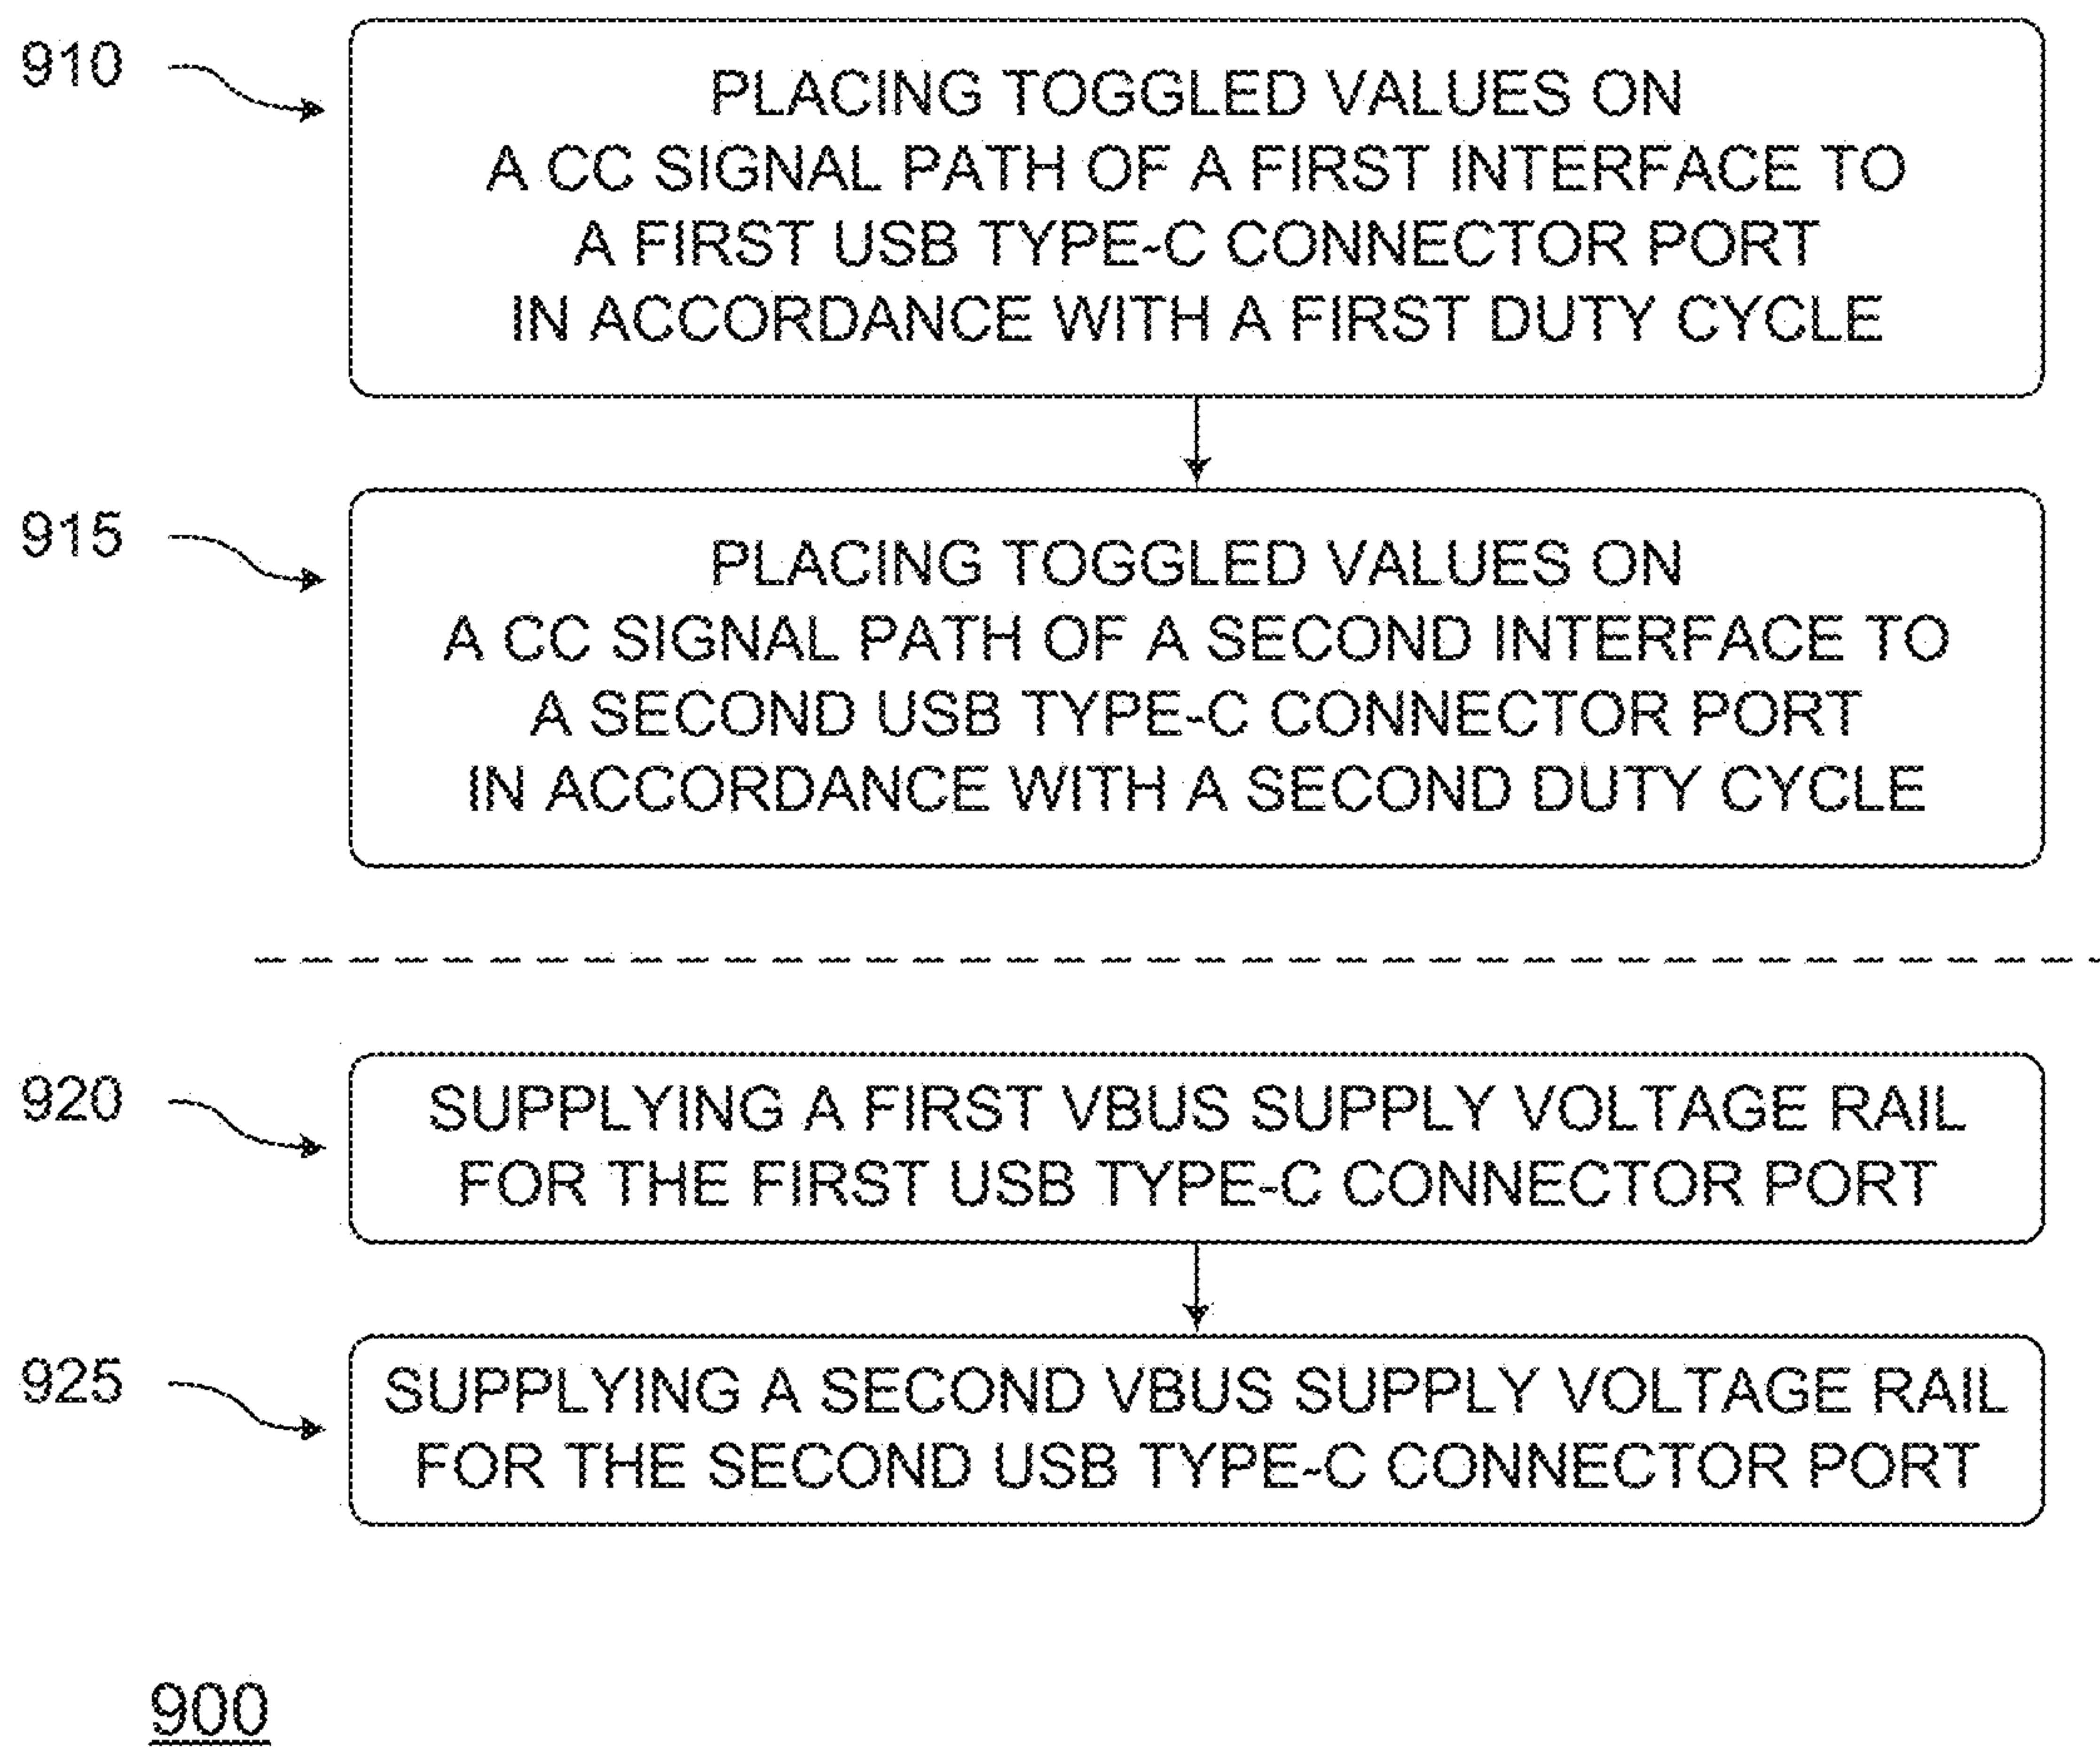 910
PLACING TOGGLED VALUES ON
A CC SIGNAL PATH OF A FIRST INTERFACE TO
A FIRST USB TYPE-C CONNECTOR PORT
IN ACCORDANCE WITH A FIRST DUTY CYCLE
915
PLACING TOGGLED VALUES ON
A CC SIGNAL PATH OF A SECOND INTERFACE TO
A SECOND USB TYPE-C CONNECTOR PORT
IN ACCORDANCE WITH A SECOND DUTY CYCLE
920
SUPPLYING A FIRST VBUS SUPPLY VOLTAGE RAIL
FOR THE FIRST USB TYPE-C CONNECTOR PORT
925
SUPPLYING A SECOND VBUS SUPPLY VOLTAGE RAIL
FOR THE SECOND USB TYPE-C CONNECTOR PORT
900